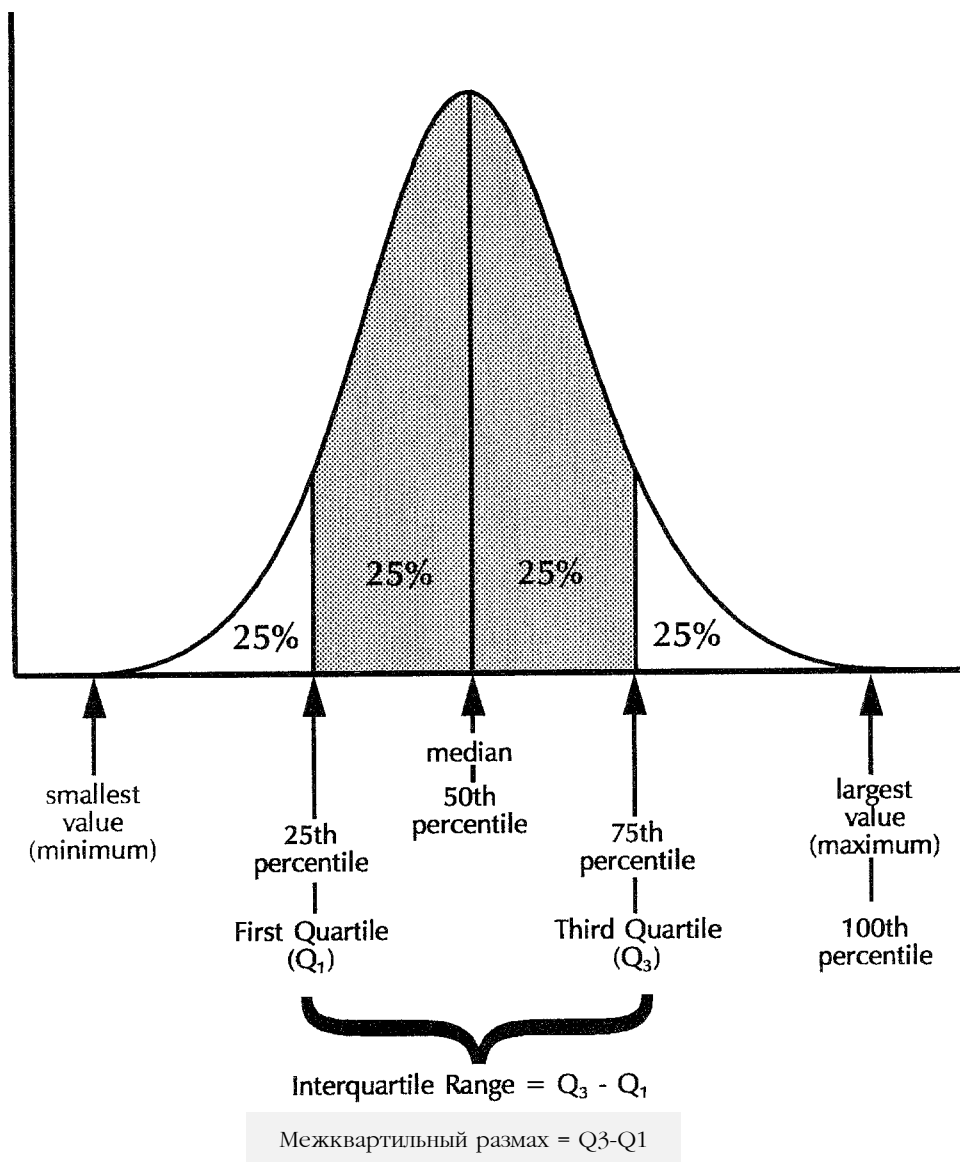 25%
25%
25%
25%
smallest
value
(minimum)
25th
percentile
First Quartile
(Q₁)
median
50th
percentile
75th
percentile
Third Quartile
(Q₃)
largest
value
(maximum)
100th
percentile
Interquartile Range = Q₃ - Q₁
Межквартильный размах = Q3-Q1